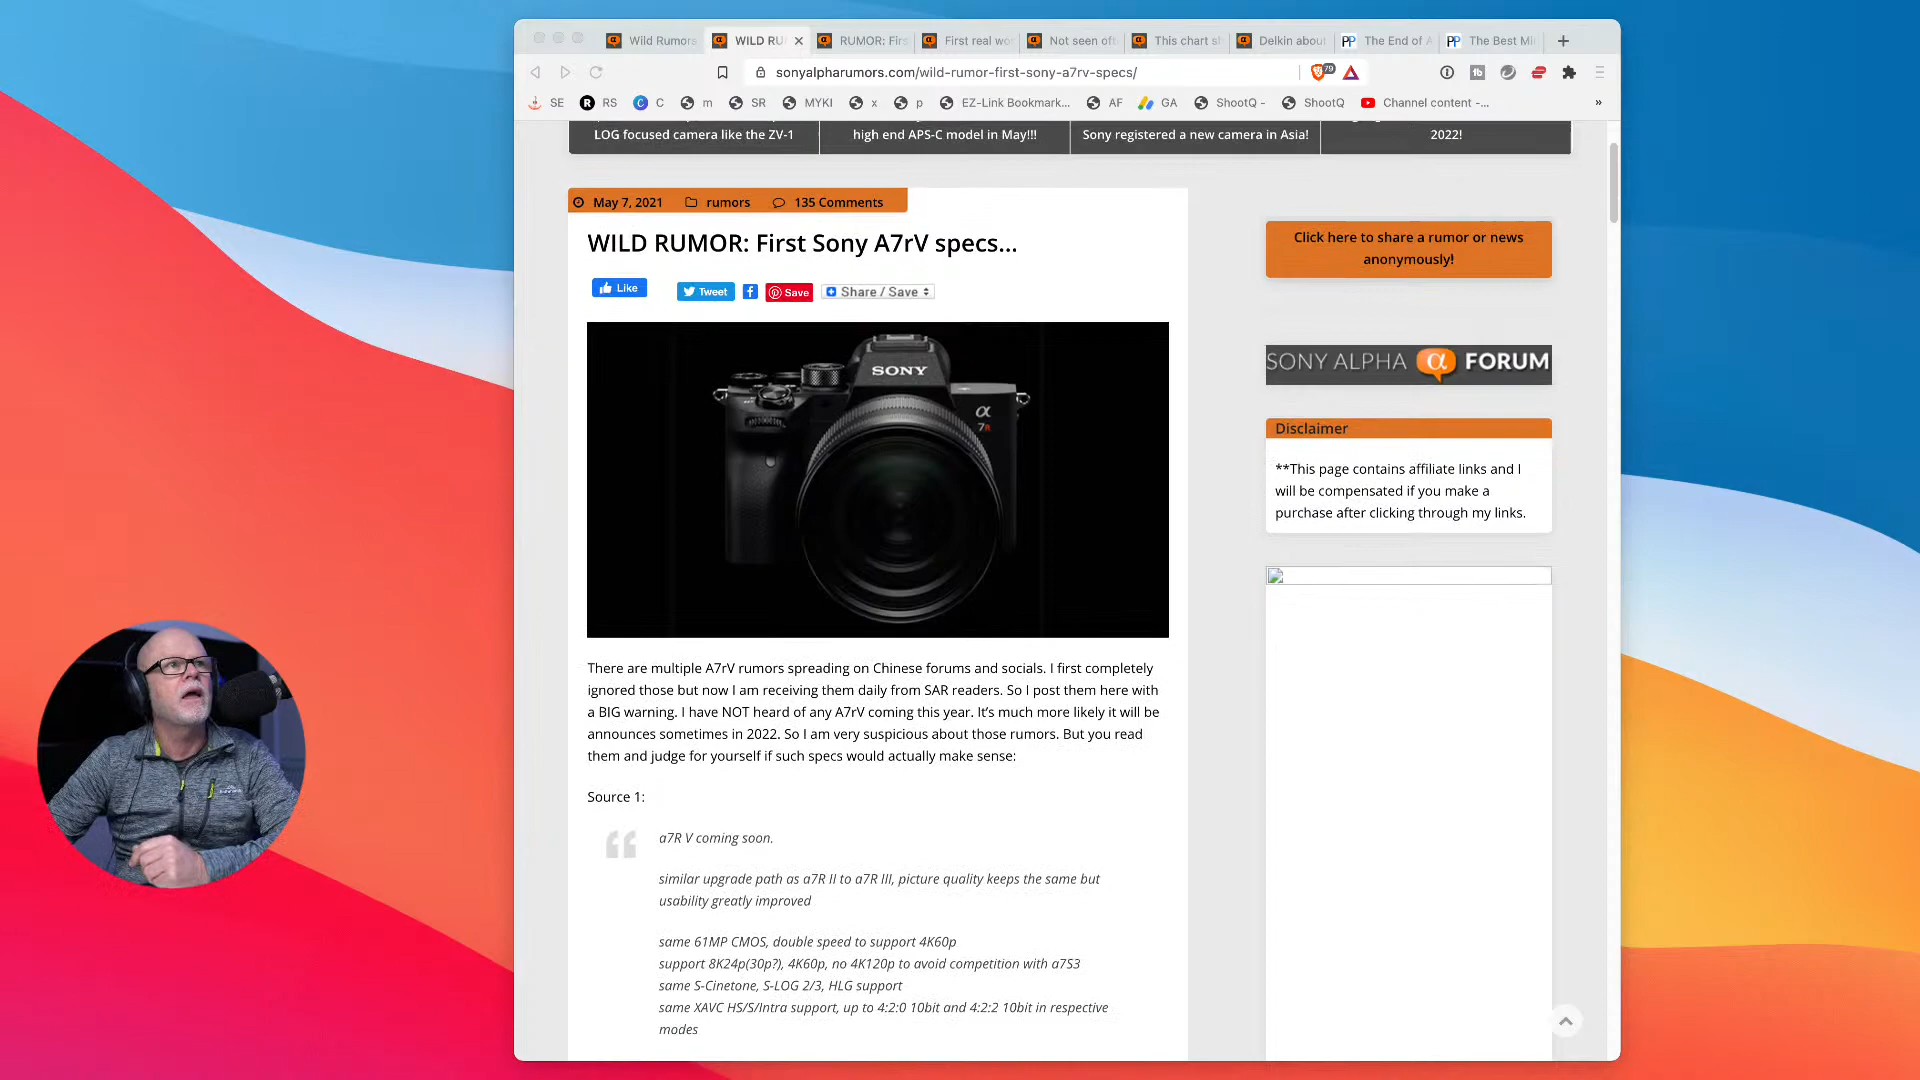 Wild Rumors
WILD RU
RUMOR: Firs
First real wo
Not seen oft
This chart sh
Delkin about
The End of A
The Best Mi
sonyalpharumors.com/wild-rumor-first-sony-a7rv-specs/
79
SE
RS
C
m
SR
MYKI
x
p
EZ-Link Bookmark...
AF
GA
ShootQ -
ShootQ
Channel content -...
»
LOG focused camera like the ZV-1
high end APS-C model in May!!!
Sony registered a new camera in Asia!
2022!
May 7, 2021
rumors
135 Comments
WILD RUMOR: First Sony A7rV specs…
Like
Tweet
Save
Share / Save
SONY
α
7R
There are multiple A7rV rumors spreading on Chinese forums and socials. I first completely
ignored those but now I am receiving them daily from SAR readers. So I post them here with
a BIG warning. I have NOT heard of any A7rV coming this year. It's much more likely it will be
announces sometimes in 2022. So I am very suspicious about those rumors. But you read
them and judge for yourself if such specs would actually make sense:
Source 1:
a7R V coming soon.
similar upgrade path as a7R II to a7R III, picture quality keeps the same but
usability greatly improved
same 61MP CMOS, double speed to support 4K60p
support 8K24p(30p?), 4K60p, no 4K120p to avoid competition with a7S3
same S-Cinetone, S-LOG 2/3, HLG support
same XAVC HS/S/Intra support, up to 4:2:0 10bit and 4:2:2 10bit in respective
modes
Click here to share a rumor or news
anonymously!
SONY ALPHA α FORUM
Disclaimer
**This page contains affiliate links and I
will be compensated if you make a
purchase after clicking through my links.